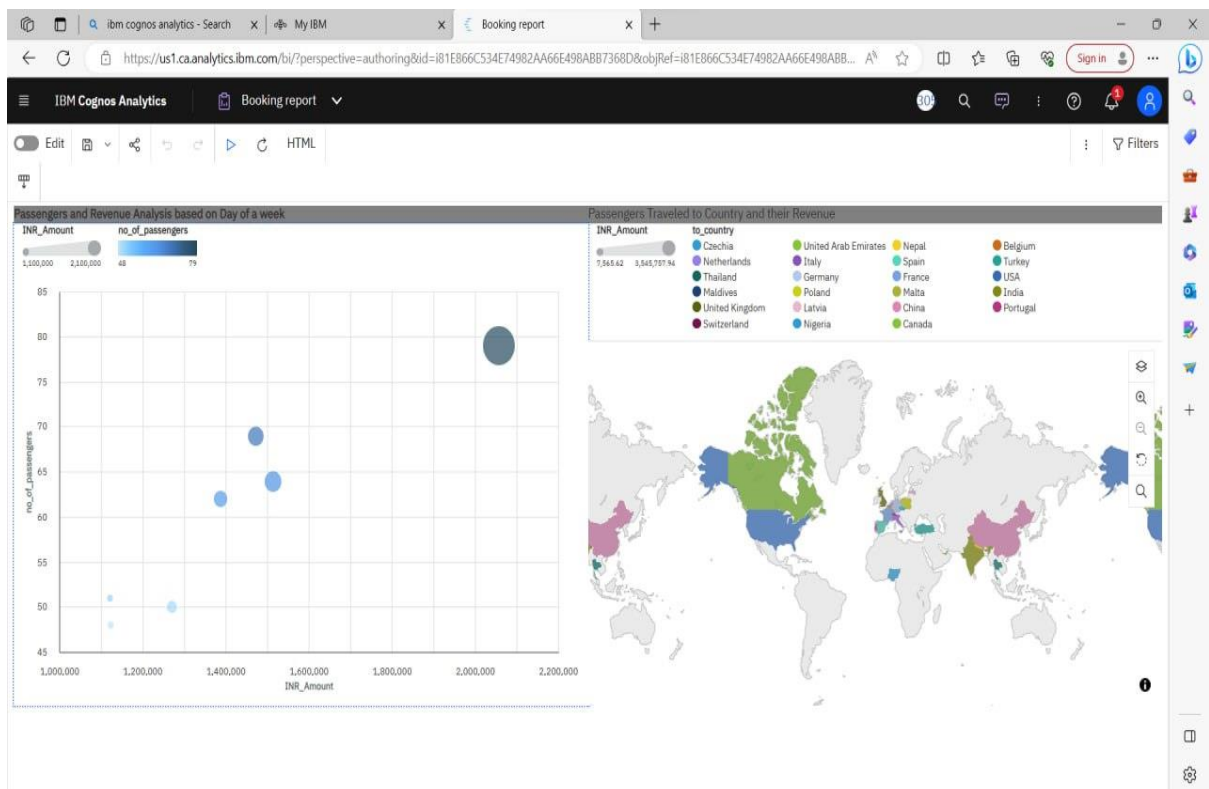 ibm cognos analytics - Search
My IBM
Booking report
https://us1.ca.analytics.ibm.com/bi/?perspective=authoring&id=i81E866C534E74982AA66E498ABB7368D&objRef=i81E866C534E74982AA66E498ABB...
Sign in
IBM Cognos Analytics
Booking report
1
Edit
HTML
Filters
Passengers and Revenue Analysis based on Day of a week
INR_Amount no_of_passengers
1,100,000 2,100,000 48 79
85
80
75
70
65
60
55
50
45
no_of_passengers
1,000,000 1,200,000 1,400,000 1,600,000 1,800,000 2,000,000 2,200,000
INR_Amount
Passengers Traveled to Country and their Revenue
INR_Amount to_country
7,565.62 3,545,757.94
Czechia United Arab Emirates Nepal Belgium
Netherlands Italy Spain Turkey
Thailand Germany France USA
Maldives Poland Malta India
United Kingdom Latvia China Portugal
Switzerland Nigeria Canada